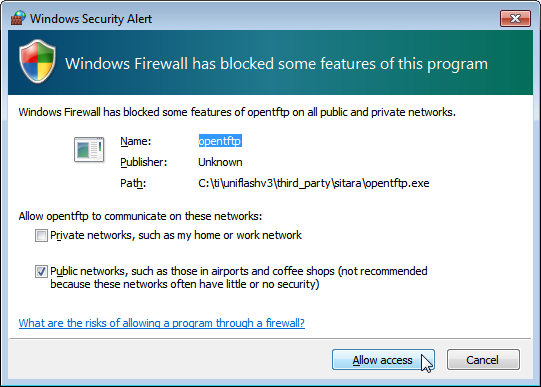 Windows Security Alert
Windows Firewall has blocked some features of this program
Windows Firewall has blocked some features of opentftp on all public and private networks.
Name: opentftp
Publisher: Unknown
Path: C:\ti\uniflashv3\third_party\sitara\opentftp.exe
Allow opentftp to communicate on these networks:
Private networks, such as my home or work network
Public networks, such as those in airports and coffee shops (not recommended
because these networks often have little or no security)
What are the risks of allowing a program through a firewall?
Allow access Cancel